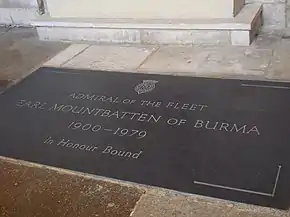 ADMIRAL OF THE FLEET
EARL MOUNTBATTEN OF BURMA
1900–1979
In Honour Bound